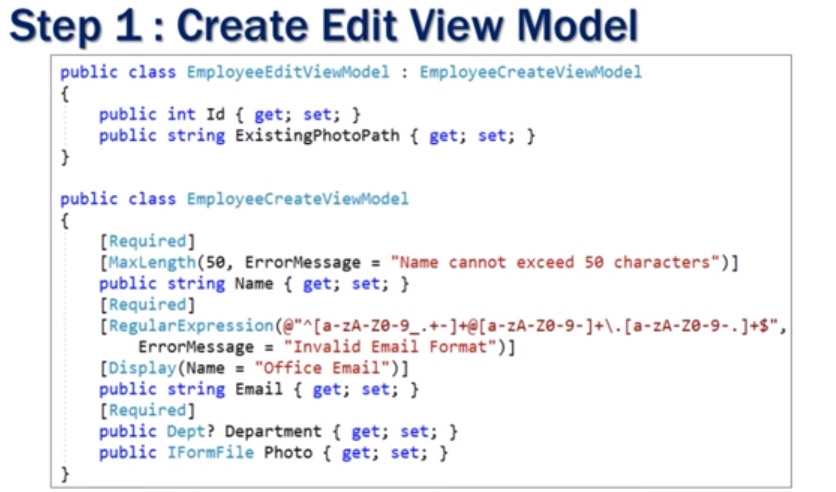 Step 1 : Create Edit View Model
public class EmployeeEditViewModel : EmployeeCreateViewModel
{
    public int Id { get; set; }
    public string ExistingPhotoPath { get; set; }
}
public class EmployeeCreateViewModel
{
    [Required]
    [MaxLength(50, ErrorMessage = "Name cannot exceed 50 characters")]
    public string Name { get; set; }
    [Required]
    [RegularExpression(@"^[a-zA-Z0-9_.+-]+@[a-zA-Z0-9-]+\.[a-zA-Z0-9-.]+$",
        ErrorMessage = "Invalid Email Format")]
    [Display(Name = "Office Email")]
    public string Email { get; set; }
    [Required]
    public Dept? Department { get; set; }
    public IFormFile Photo { get; set; }
}